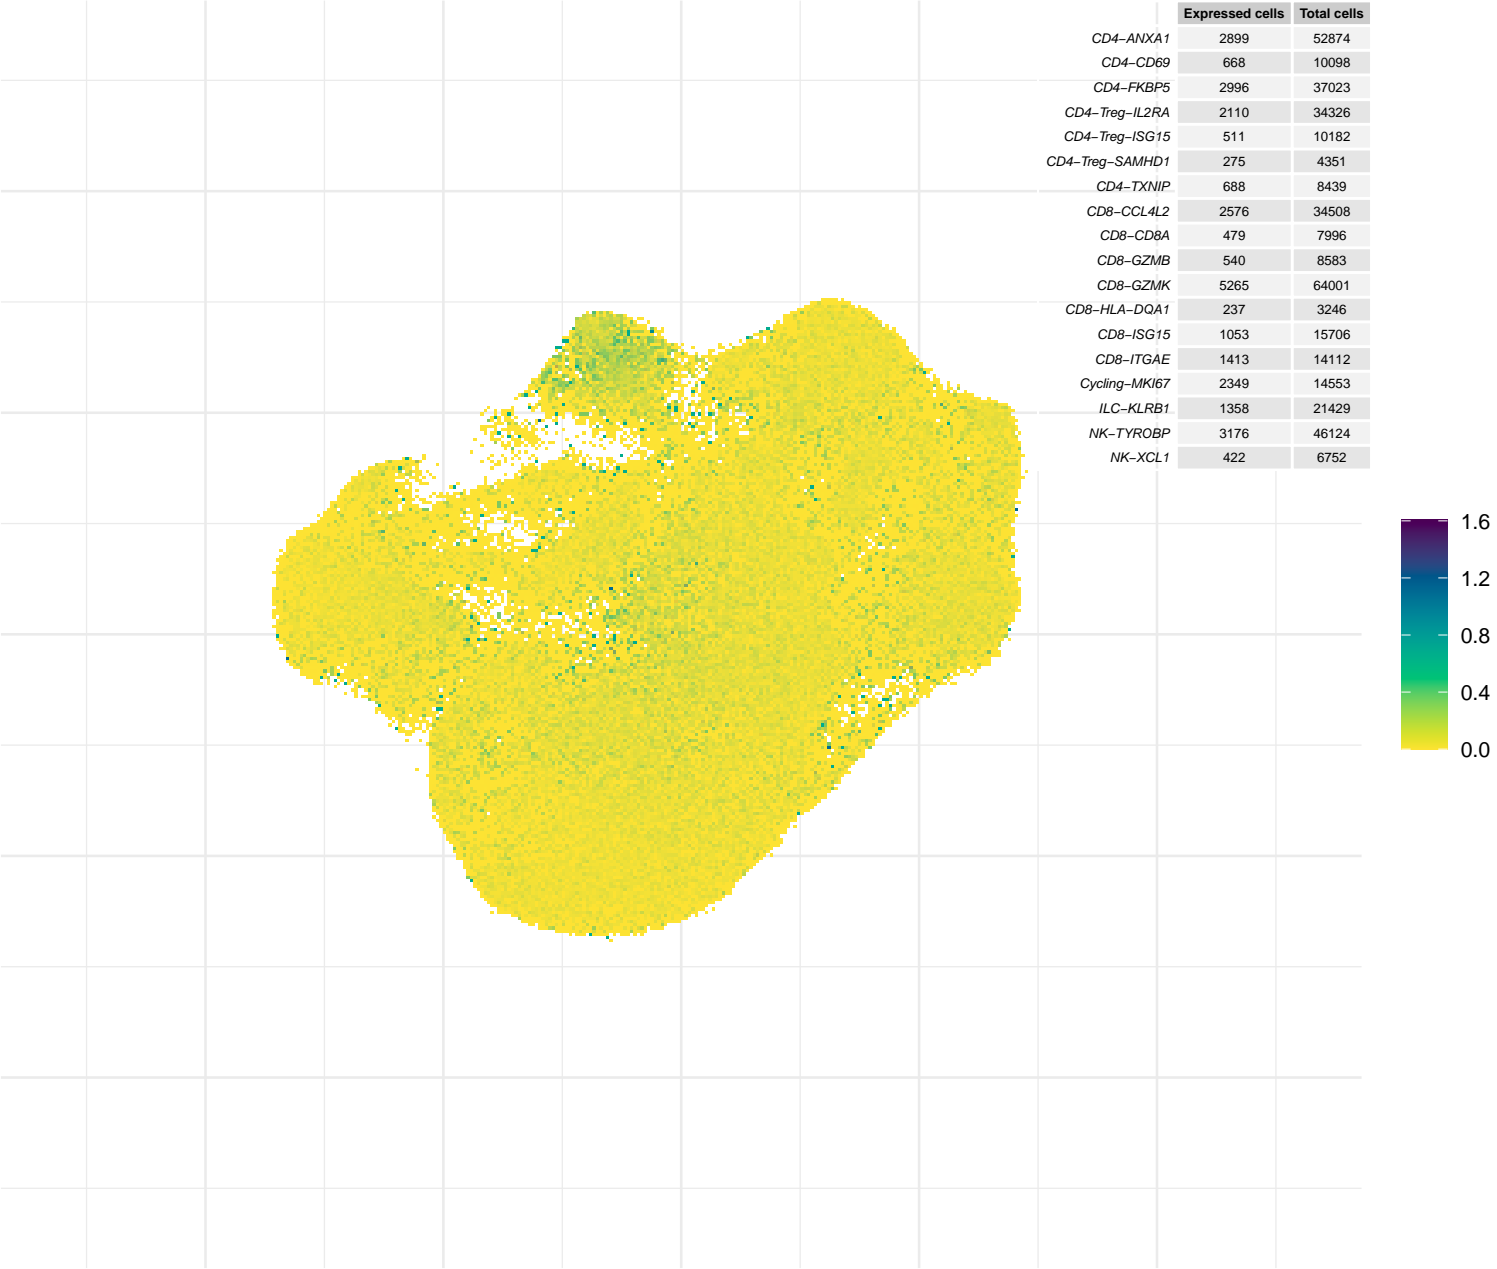 Expressed cells Total cells
CD4−ANXA1 2899 52874
CD4−CD69 668 10098
CD4−FKBP5 2996 37023
CD4−Treg−IL2RA 2110 34326
CD4−Treg−ISG15 511 10182
CD4−Treg−SAMHD1 275 4351
CD4−TXNIP 688 8439
CD8−CCL4L2 2576 34508
CD8−CD8A 479 7996
CD8−GZMB 540 8583
CD8−GZMK 5265 64001
CD8−HLA−DQA1 237 3246
CD8−ISG15 1053 15706
CD8−ITGAE 1413 14112
Cycling−MKI67 2349 14553
ILC−KLRB1 1358 21429
NK−TYROBP 3176 46124
NK−XCL1 422 6752
1.6
1.2
0.8
0.4
0.0